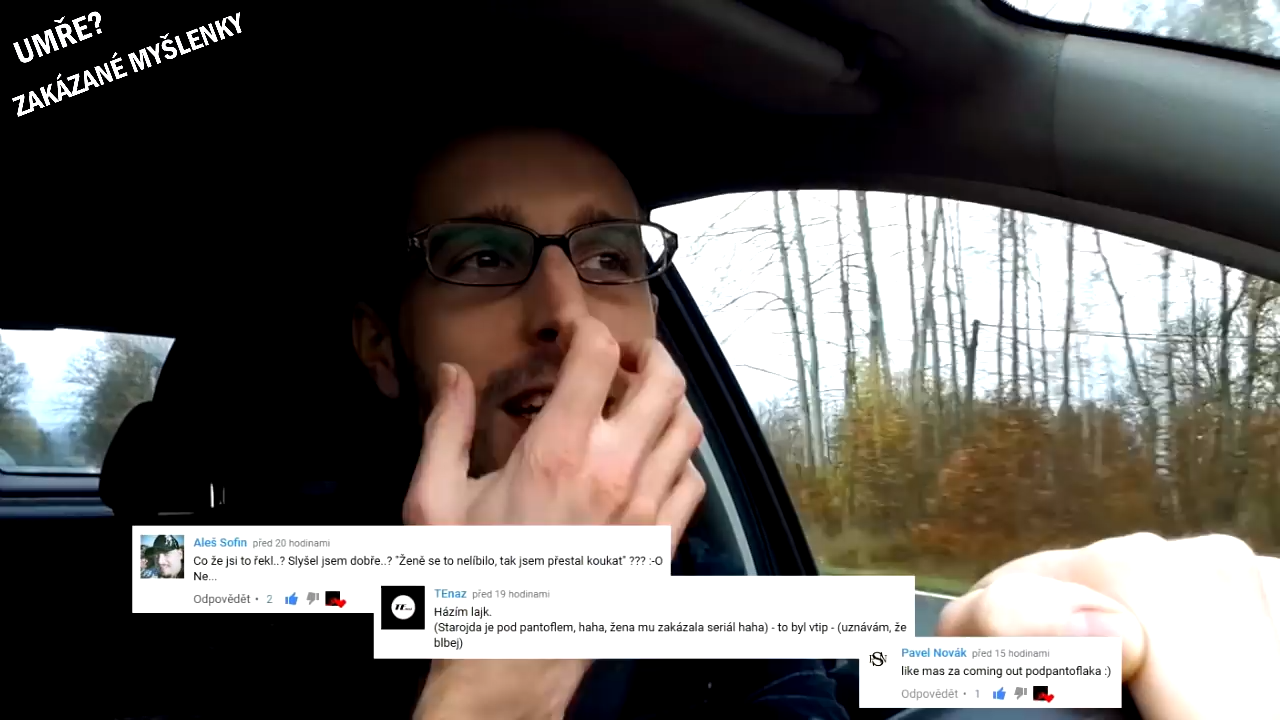 UMŘE?
ZAKÁZANÉ MYŠLENKY
Aleš Sofin před 20 hodinami
Co že jsi to řekl..? Slyšel jsem dobře..? "Ženě se to nelíbilo, tak jsem přestal koukat" ??? :-O
Ne...
Odpovědět • 2
TEnaz před 19 hodinami
Házím lajk.
(Starojda je pod pantoflem, haha, žena mu zakázala seriál haha) - to byl vtip - (uznávám, že
blbej)
Pavel Novák před 15 hodinami
like mas za coming out podpantoflaka :)
Odpovědět • 1